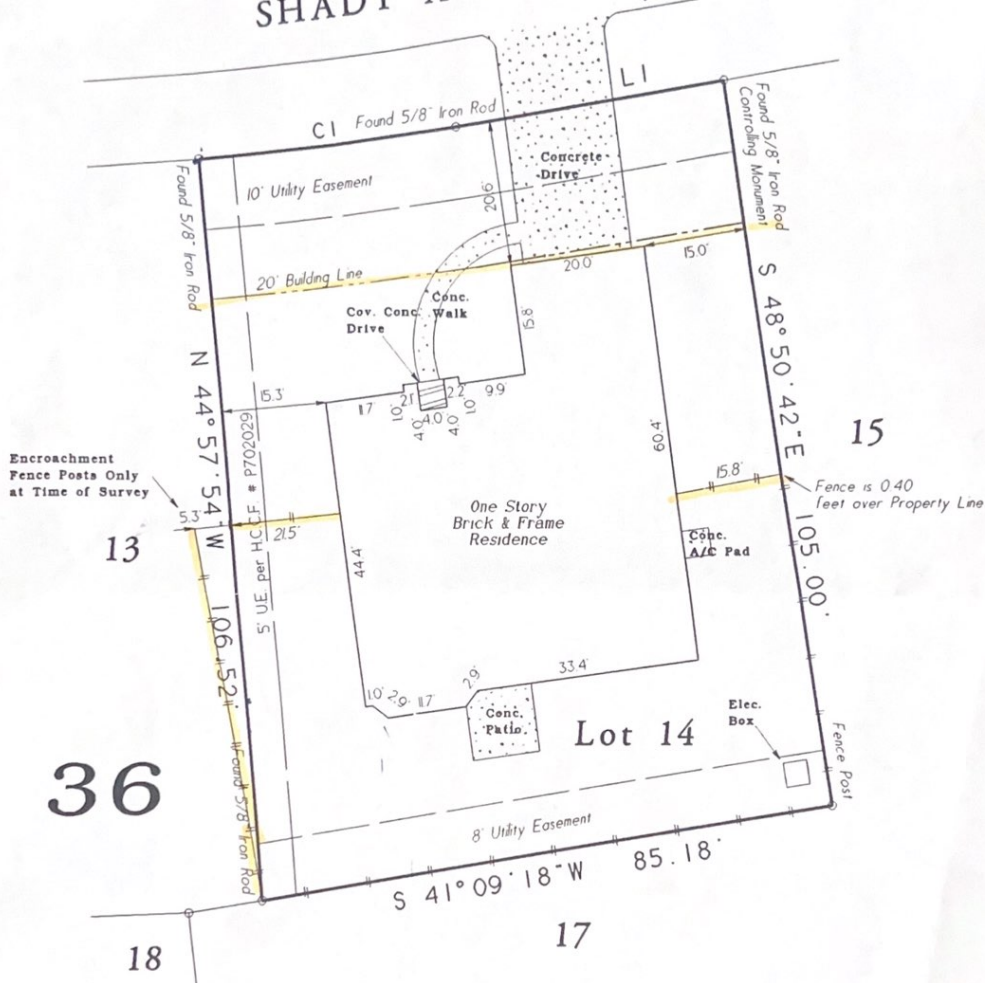 SHADY
L1
C1
Found 5/8" Iron Rod
Found 5/8" Iron Rod
Controlling Monument
Found 5/8" Iron Rod
10' Utility Easement
20.6'
Concrete
Drive
20' Building Line
20.0'
15.0'
Conc.
Walk
Cov. Conc.
Drive
15.8'
S 48°50'42"E 105.00'
N 44°57'54"W 106.52'
15.3'
11.7'
1.0'
2.1'
4.0'
4.0'
4.0'
2.2'
1.0'
9.9'
5' U.E. per H.C.C.F. # P702029
60.4'
15
Encroachment
Fence Posts Only
at Time of Survey
15.8'
Fence is 0.40
feet over Property Line
5.3'
21.5'
13
One Story
Brick & Frame
Residence
Conc.
A/C Pad
44.4'
33.4'
1.0'
2.9'
11.7'
2.9'
Conc.
Patio
Elec.
Box
Lot 14
Fence Post
36
Found 5/8" Iron Rod
8' Utility Easement
S 41°09'18"W 85.18'
17
18